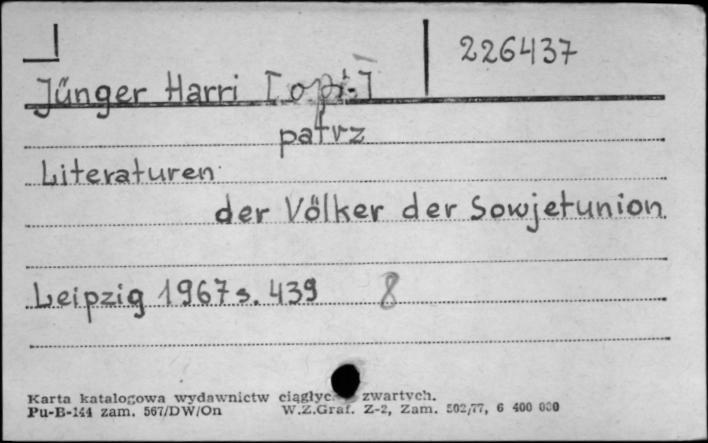 226437
Jünger Harri [opr.]
patrz
Literaturen
der Völker der Sowjetunion
Leipzig 1967 s. 439 8
Karta katalogowa wydawnictw zwartych.
Pu-B-144 zam. 567/DW/On W.Z.Graf. Z-2, Zam. 502/77, 6 400 000